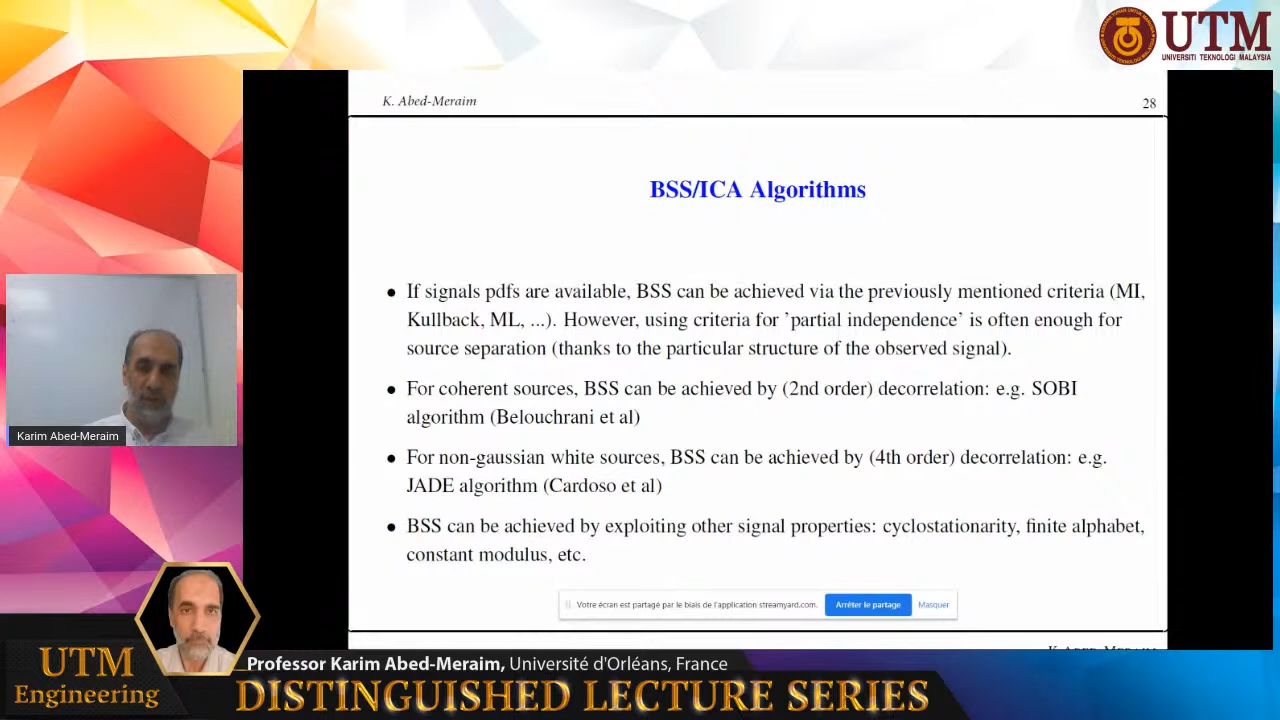 UTM
UNIVERSITI TEKNOLOGI MALAYSIA
K. Abed-Meraim
28
BSS/ICA Algorithms
• If signals pdfs are available, BSS can be achieved via the previously mentioned criteria (MI,
Kullback, ML, ...). However, using criteria for 'partial independence' is often enough for
source separation (thanks to the particular structure of the observed signal).
• For coherent sources, BSS can be achieved by (2nd order) decorrelation: e.g. SOBI
algorithm (Belouchrani et al)
• For non-gaussian white sources, BSS can be achieved by (4th order) decorrelation: e.g.
JADE algorithm (Cardoso et al)
• BSS can be achieved by exploiting other signal properties: cyclostationarity, finite alphabet,
constant modulus, etc.
Votre écran est partagé par le biais de l'application streamyard.com.
Arrêter le partage
Masquer
Karim Abed-Meraim
K. ABED-MERAIM
UTM
Engineering
Professor Karim Abed-Meraim, Université d'Orléans, France
DISTINGUISHED LECTURE SERIES